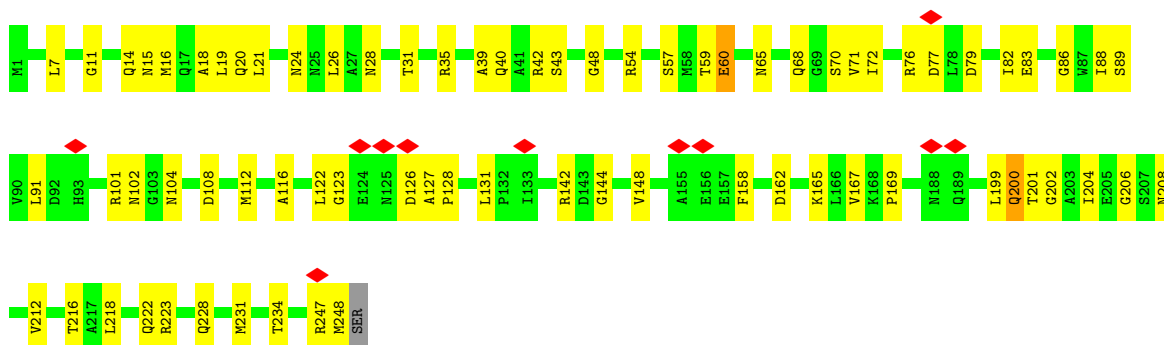 M1 L7 G11 Q14 N15 M16 Q17 A18 L19 Q20 L21 N24 N25 L26 A27 N28 T31 R35 A39 Q40 A41 R42 S43 G48 R54 S57 M58 T59 E60 N65 Q68 G69 S70 V71 I72 R76 D77 L78 D79 I82 E83 G86 W87 I88 S89
V90 L91 D92 H93 R101 N102 G103 N104 D108 M112 A116 L122 G123 E124 N125 D126 A127 P128 L131 P132 I133 R142 D143 G144 V148 A155 E156 E157 F158 D162 K165 L166 V167 K168 P169 N188 Q189 L199 Q200 T201 G202 A203 I204 E205 G206 S207 N208
V212 T216 A217 L218 Q222 R223 Q228 M231 T234 R247 M248 SER